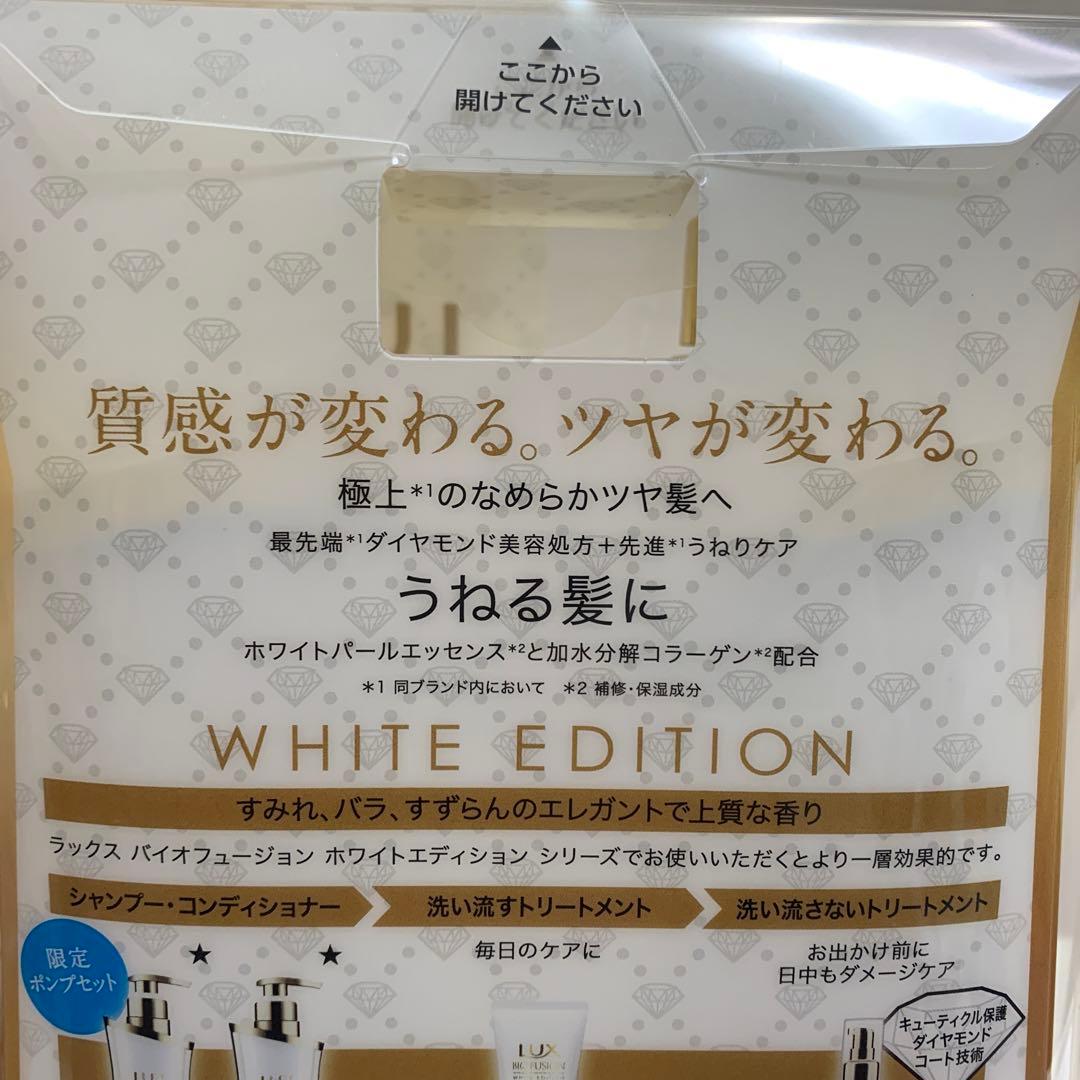 ▲
ここから
開けてください
質感が変わる。ツヤが変わる。
極上*1のなめらかツヤ髪へ
最先端*1ダイヤモンド美容処方+先進*1うねりケア
うねる髪に
ホワイトパールエッセンス*2と加水分解コラーゲン*2配合
*1 同ブランド内において *2 補修・保湿成分
WHITE EDITION
すみれ、バラ、すずらんのエレガントで上質な香り
ラックス バイオフュージョン ホワイトエディション シリーズでお使いいただくとより一層効果的です。
シャンプー・コンディショナー 洗い流すトリートメント 洗い流さないトリートメント
限定
ポンプセット
★ ★
毎日のケアに
お出かけ前に
日中もダメージケア
キューティクル保護
ダイヤモンド
コート技術
LUX
BIO FUSION